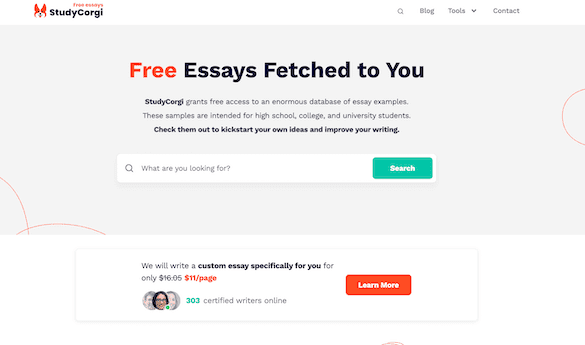 free essays
StudyCorgi
Blog Tools Contact
Free Essays Fetched to You
StudyCorgi grants free access to an enormous database of essay examples.
These samples are intended for high school, college, and university students.
Check them out to kickstart your own ideas and improve your writing.
What are you looking for? Search
We will write a custom essay specifically for you for
only $16.05 $11/page
303 certified writers online
Learn More